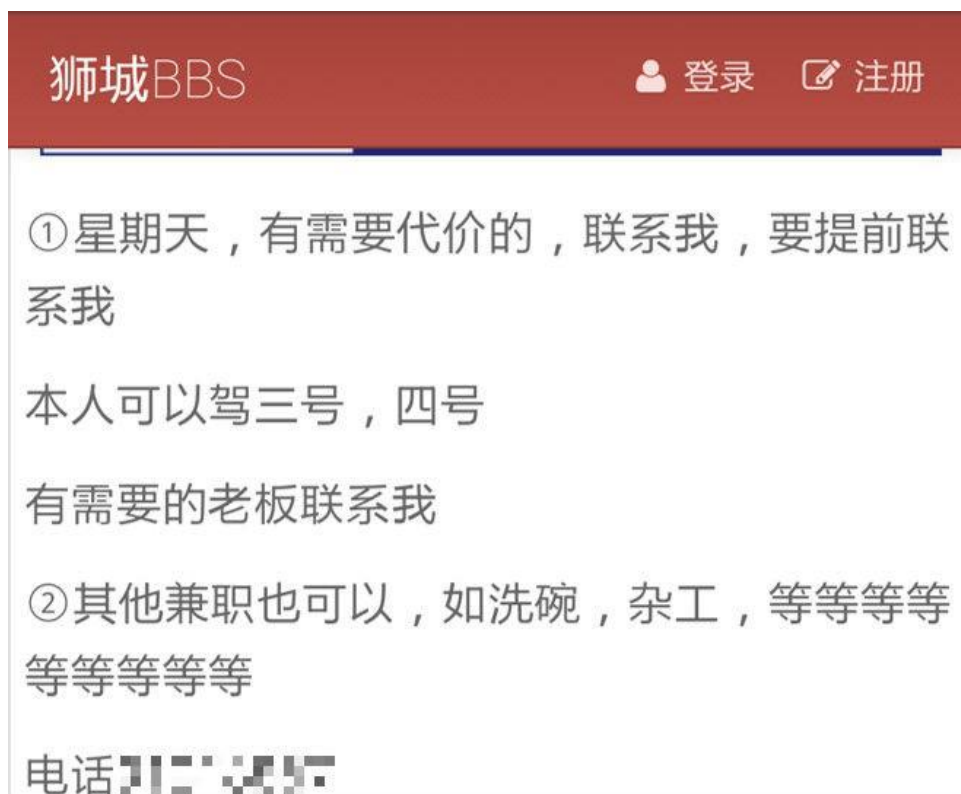 狮城BBS 登录 注册
①星期天，有需要代价的，联系我，要提前联
系我
本人可以驾三号，四号
有需要的老板联系我
②其他兼职也可以，如洗碗，杂工，等等等等
等等等等等
电话